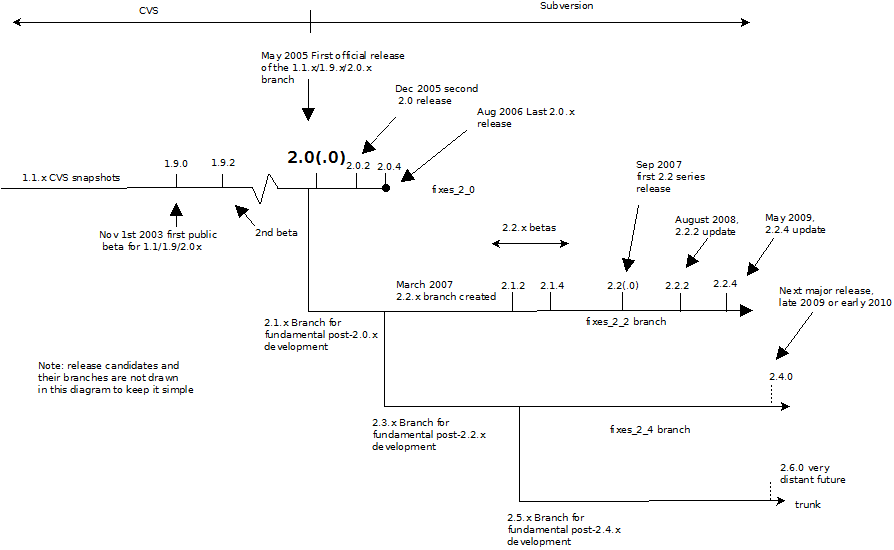 CVS
Subversion
May 2005 First official release
of the 1.1.x/1.9.x/2.0.x
branch
Dec 2005 second
2.0 release
Aug 2006 Last 2.0.x
release
2.0(.0)
2.0.2
2.0.4
1.9.0
1.9.2
1.1.x CVS snapshots
fixes_2_0
Sep 2007
first 2.2 series
release
Nov 1st 2003 first public
beta for 1.1/1.9/2.0x
2nd beta
2.2.x betas
August 2008,
2.2.2 update
May 2009,
2.2.4 update
March 2007
2.2.x branch created
2.1.2
2.1.4
2.2(.0)
2.2.2
2.2.4
Next major release,
late 2009 or early 2010
2.1.x Branch for
fundamental post-2.0.x
development
fixes_2_2 branch
Note: release candidates and
their branches are not drawn
in this diagram to keep it simple
2.4.0
2.3.x Branch for
fundamental post-2.2.x
development
fixes_2_4 branch
2.6.0 very
distant future
trunk
2.5.x Branch for
fundamental post-2.4.x
development